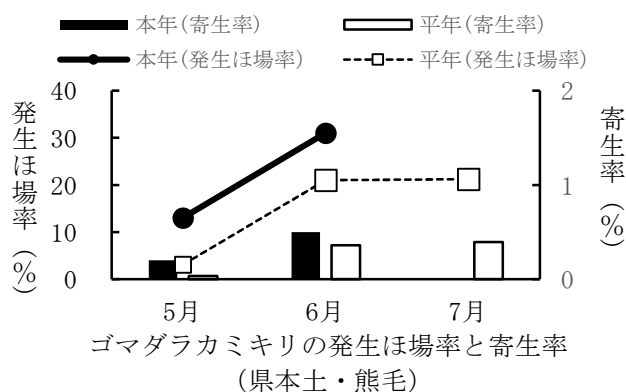 本年(寄生率) 平年(寄生率)
本年(発生ほ場率) 平年(発生ほ場率)
発生ほ場率(%)
40
30
20
10
0
2
1
0
寄生率(%)
5月 6月 7月
ゴマダラカミキリの発生ほ場率と寄生率
(県本土・熊毛)